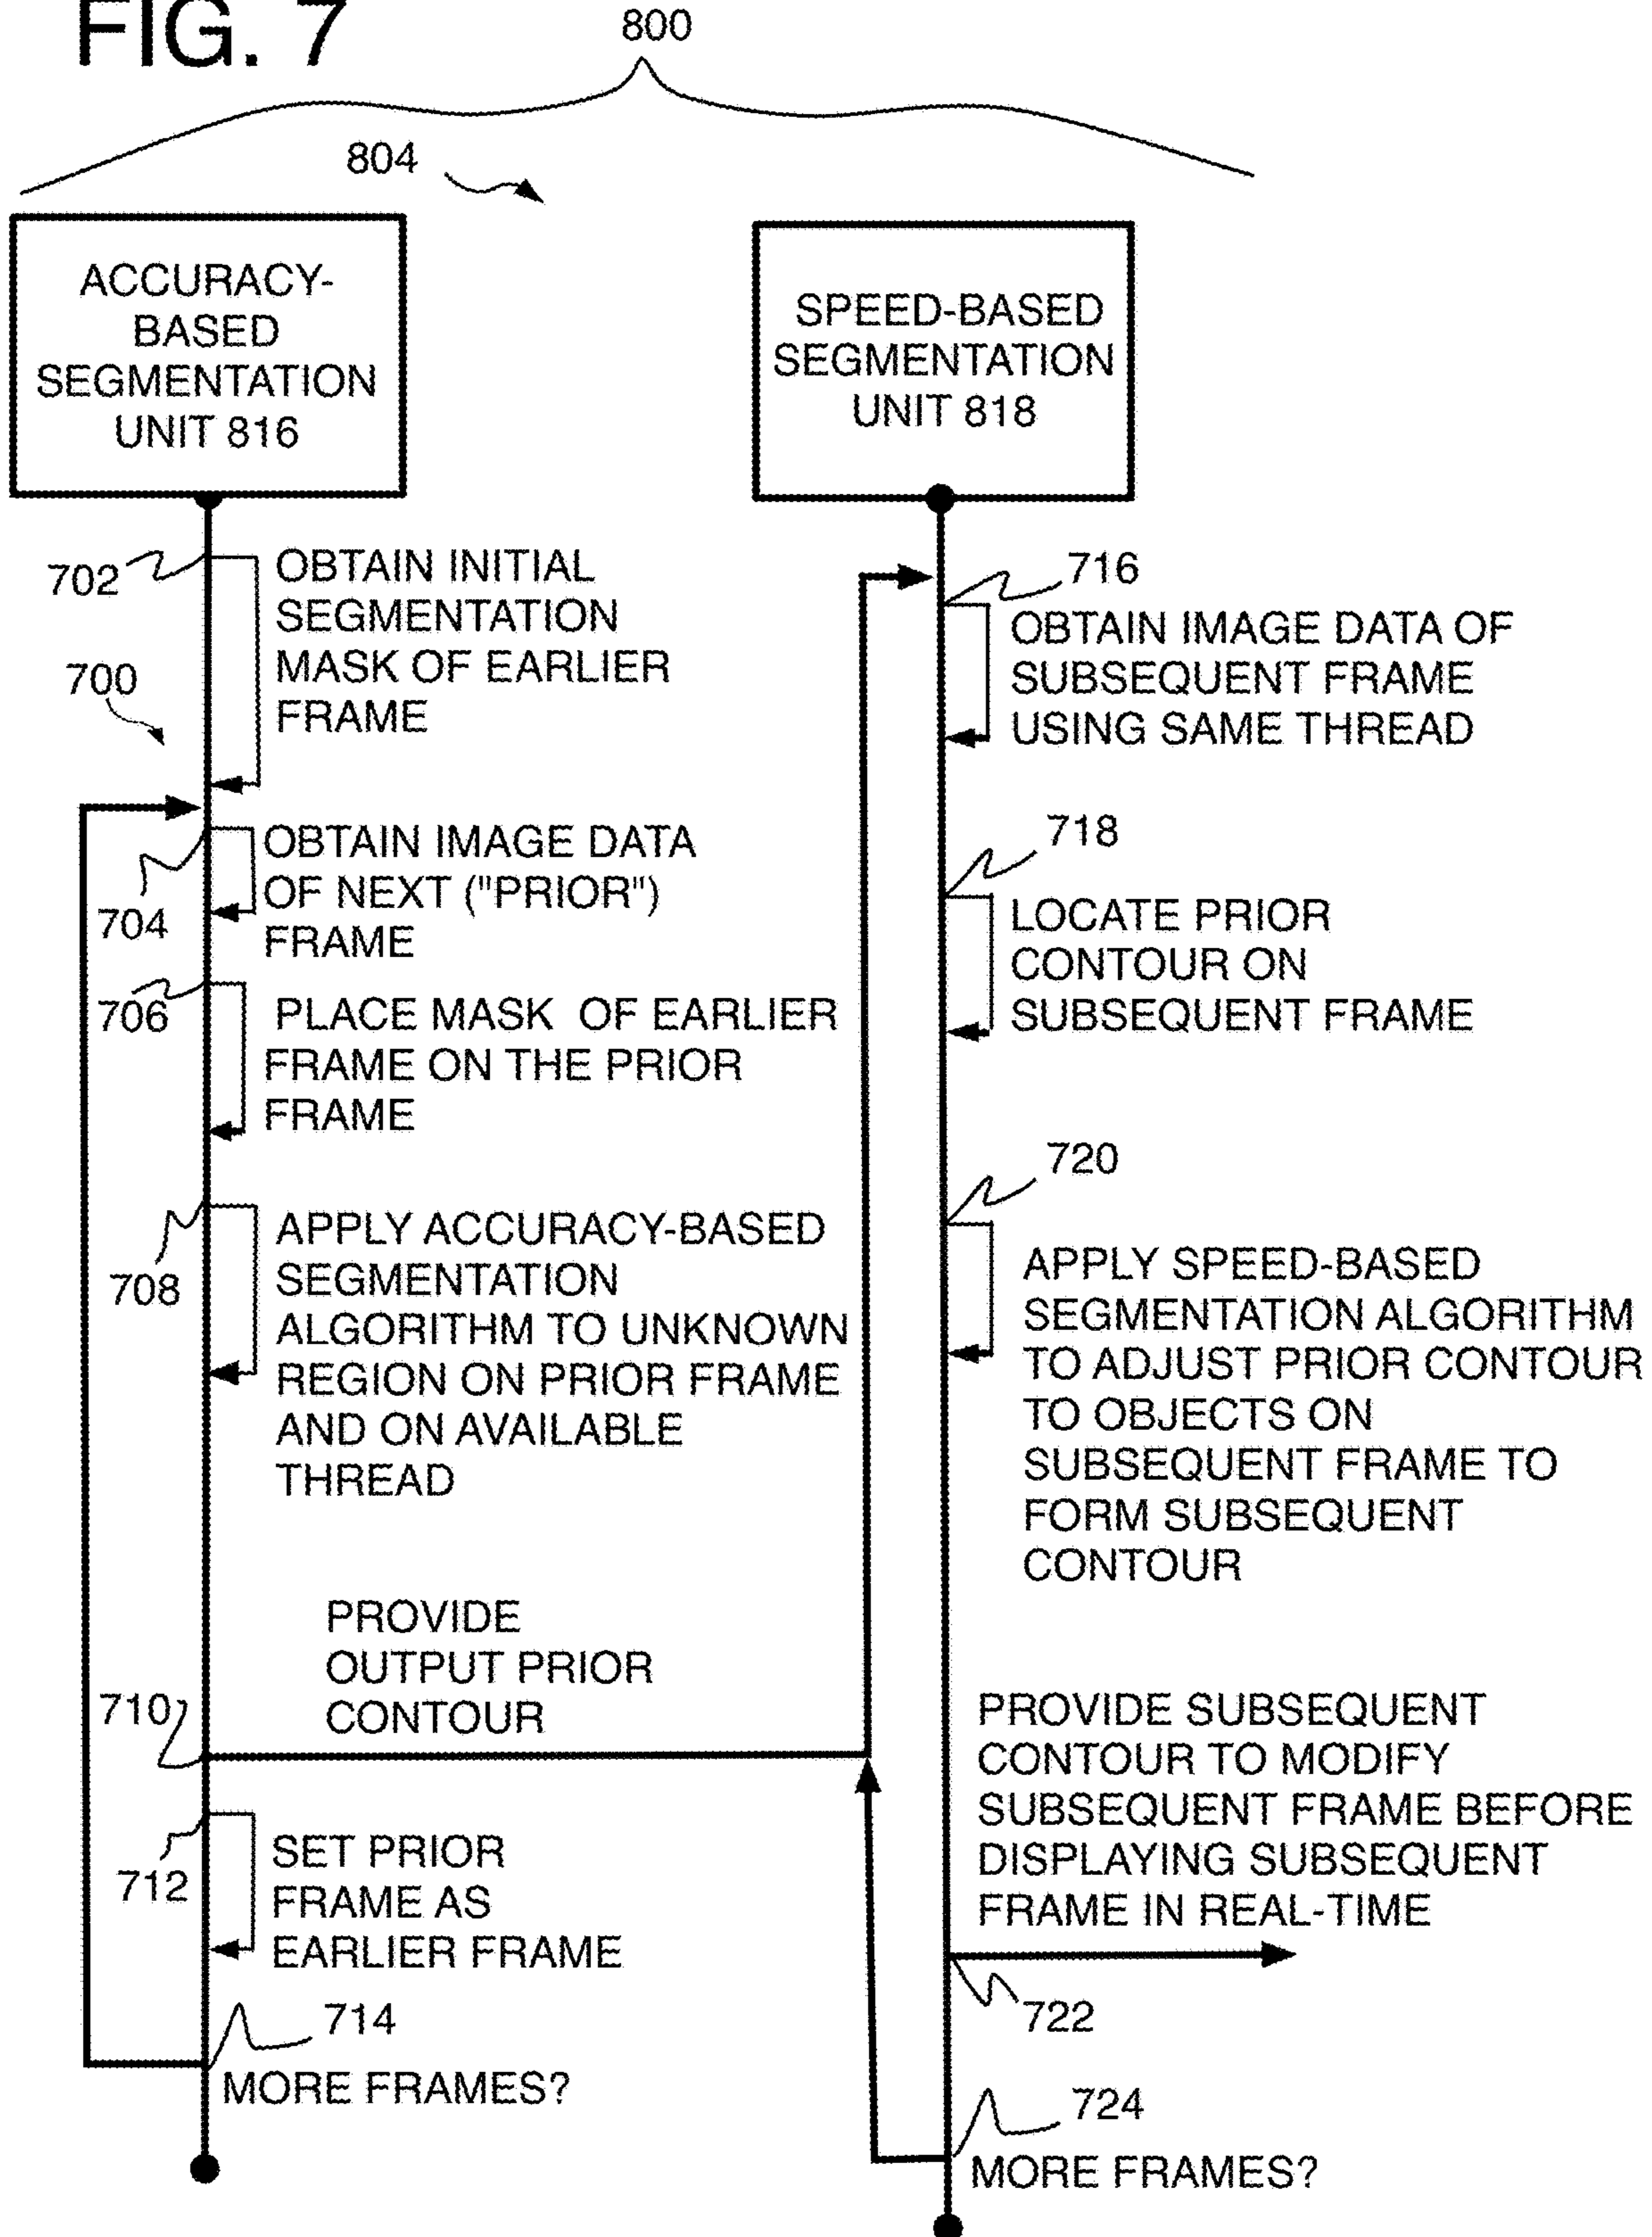 FIG. 7
800
804
ACCURACY-
BASED
SEGMENTATION
UNIT 816
SPEED-BASED
SEGMENTATION
UNIT 818
702
OBTAIN INITIAL
SEGMENTATION
MASK OF EARLIER
FRAME
700
704
OBTAIN IMAGE DATA
OF NEXT ("PRIOR")
FRAME
706
PLACE MASK OF EARLIER
FRAME ON THE PRIOR
FRAME
708
APPLY ACCURACY-BASED
SEGMENTATION
ALGORITHM TO UNKNOWN
REGION ON PRIOR FRAME
AND ON AVAILABLE
THREAD
PROVIDE
OUTPUT PRIOR
CONTOUR
710
712
SET PRIOR
FRAME AS
EARLIER FRAME
714
MORE FRAMES?
716
OBTAIN IMAGE DATA OF
SUBSEQUENT FRAME
USING SAME THREAD
718
LOCATE PRIOR
CONTOUR ON
SUBSEQUENT FRAME
720
APPLY SPEED-BASED
SEGMENTATION ALGORITHM
TO ADJUST PRIOR CONTOUR
TO OBJECTS ON
SUBSEQUENT FRAME TO
FORM SUBSEQUENT
CONTOUR
PROVIDE SUBSEQUENT
CONTOUR TO MODIFY
SUBSEQUENT FRAME BEFORE
DISPLAYING SUBSEQUENT
FRAME IN REAL-TIME
722
724
MORE FRAMES?